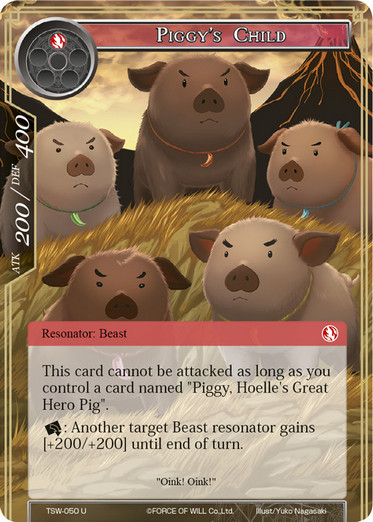 PIGGY'S CHILD
ATK 200 / DEF 400
Resonator: Beast
This card cannot be attacked as long as you
control a card named "Piggy, Hoelle's Great
Hero Pig".
: Another target Beast resonator gains
[+200/+200] until end of turn.
"Oink! Oink!"
TSW-050 U ©FORCE OF WILL Co.,Ltd. Illust/Yuko Nagasaki